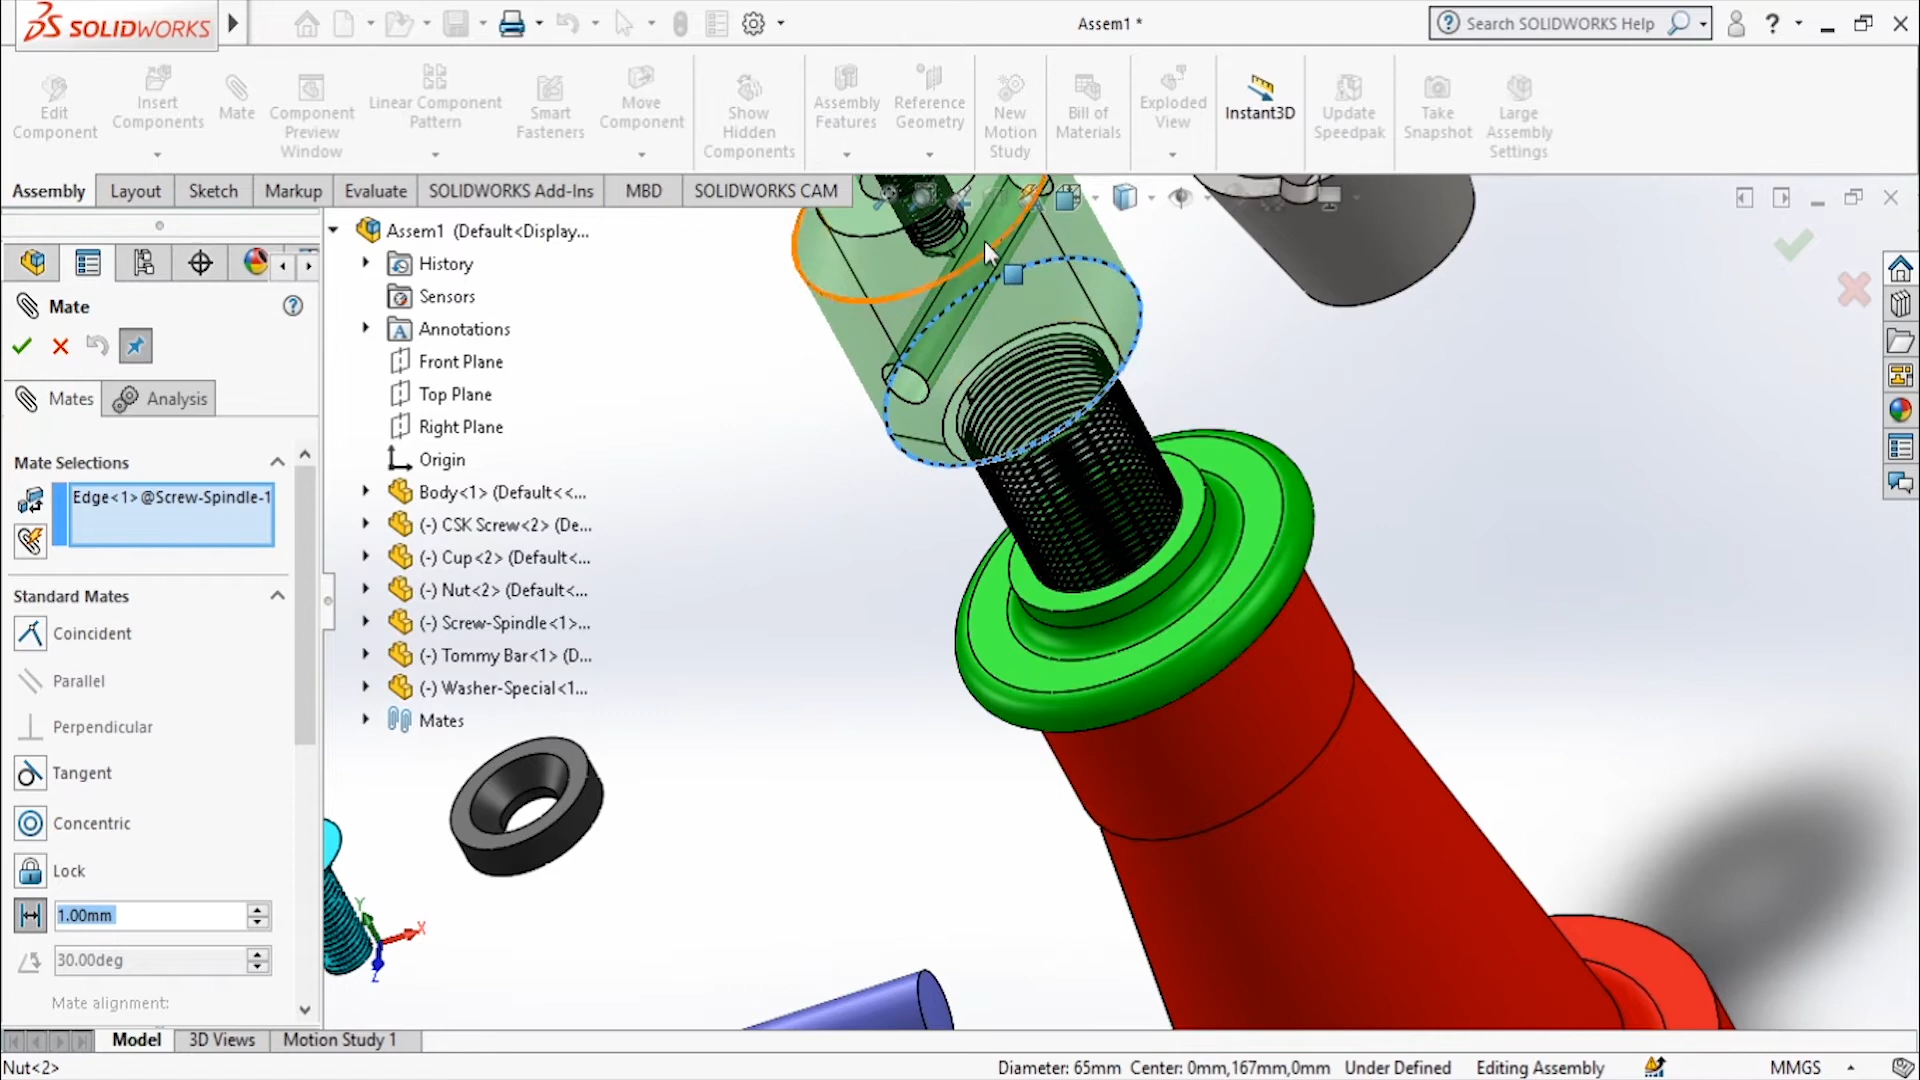 SOLIDWORKS
Assem1 *
Search SOLIDWORKS Help
?
Edit Component
Insert Components
Mate
Component Preview Window
Linear Component Pattern
Smart Fasteners
Move Component
Show Hidden Components
Assembly Features
Reference Geometry
New Motion Study
Bill of Materials
Exploded View
Instant3D
Update Speedpak
Take Snapshot
Large Assembly Settings
Assembly
Layout
Sketch
Markup
Evaluate
SOLIDWORKS Add-Ins
MBD
SOLIDWORKS CAM
Mate
?
Mates
Analysis
Mate Selections
Edge<1>@Screw-Spindle-1
Standard Mates
Coincident
Parallel
Perpendicular
Tangent
Concentric
Lock
1.00mm
30.00deg
Mate alignment:
Assem1 (Default<Display...
History
Sensors
Annotations
Front Plane
Top Plane
Right Plane
Origin
Body<1> (Default<<...
(-) CSK Screw<2> (De...
(-) Cup<2> (Default<...
(-) Nut<2> (Default<...
(-) Screw-Spindle<1>...
(-) Tommy Bar<1> (D...
(-) Washer-Special<1...
Mates
Y
X
Z
Model
3D Views
Motion Study 1
Nut<2>
Diameter: 65mm Center: 0mm,167mm,0mm
Under Defined
Editing Assembly
MMGS